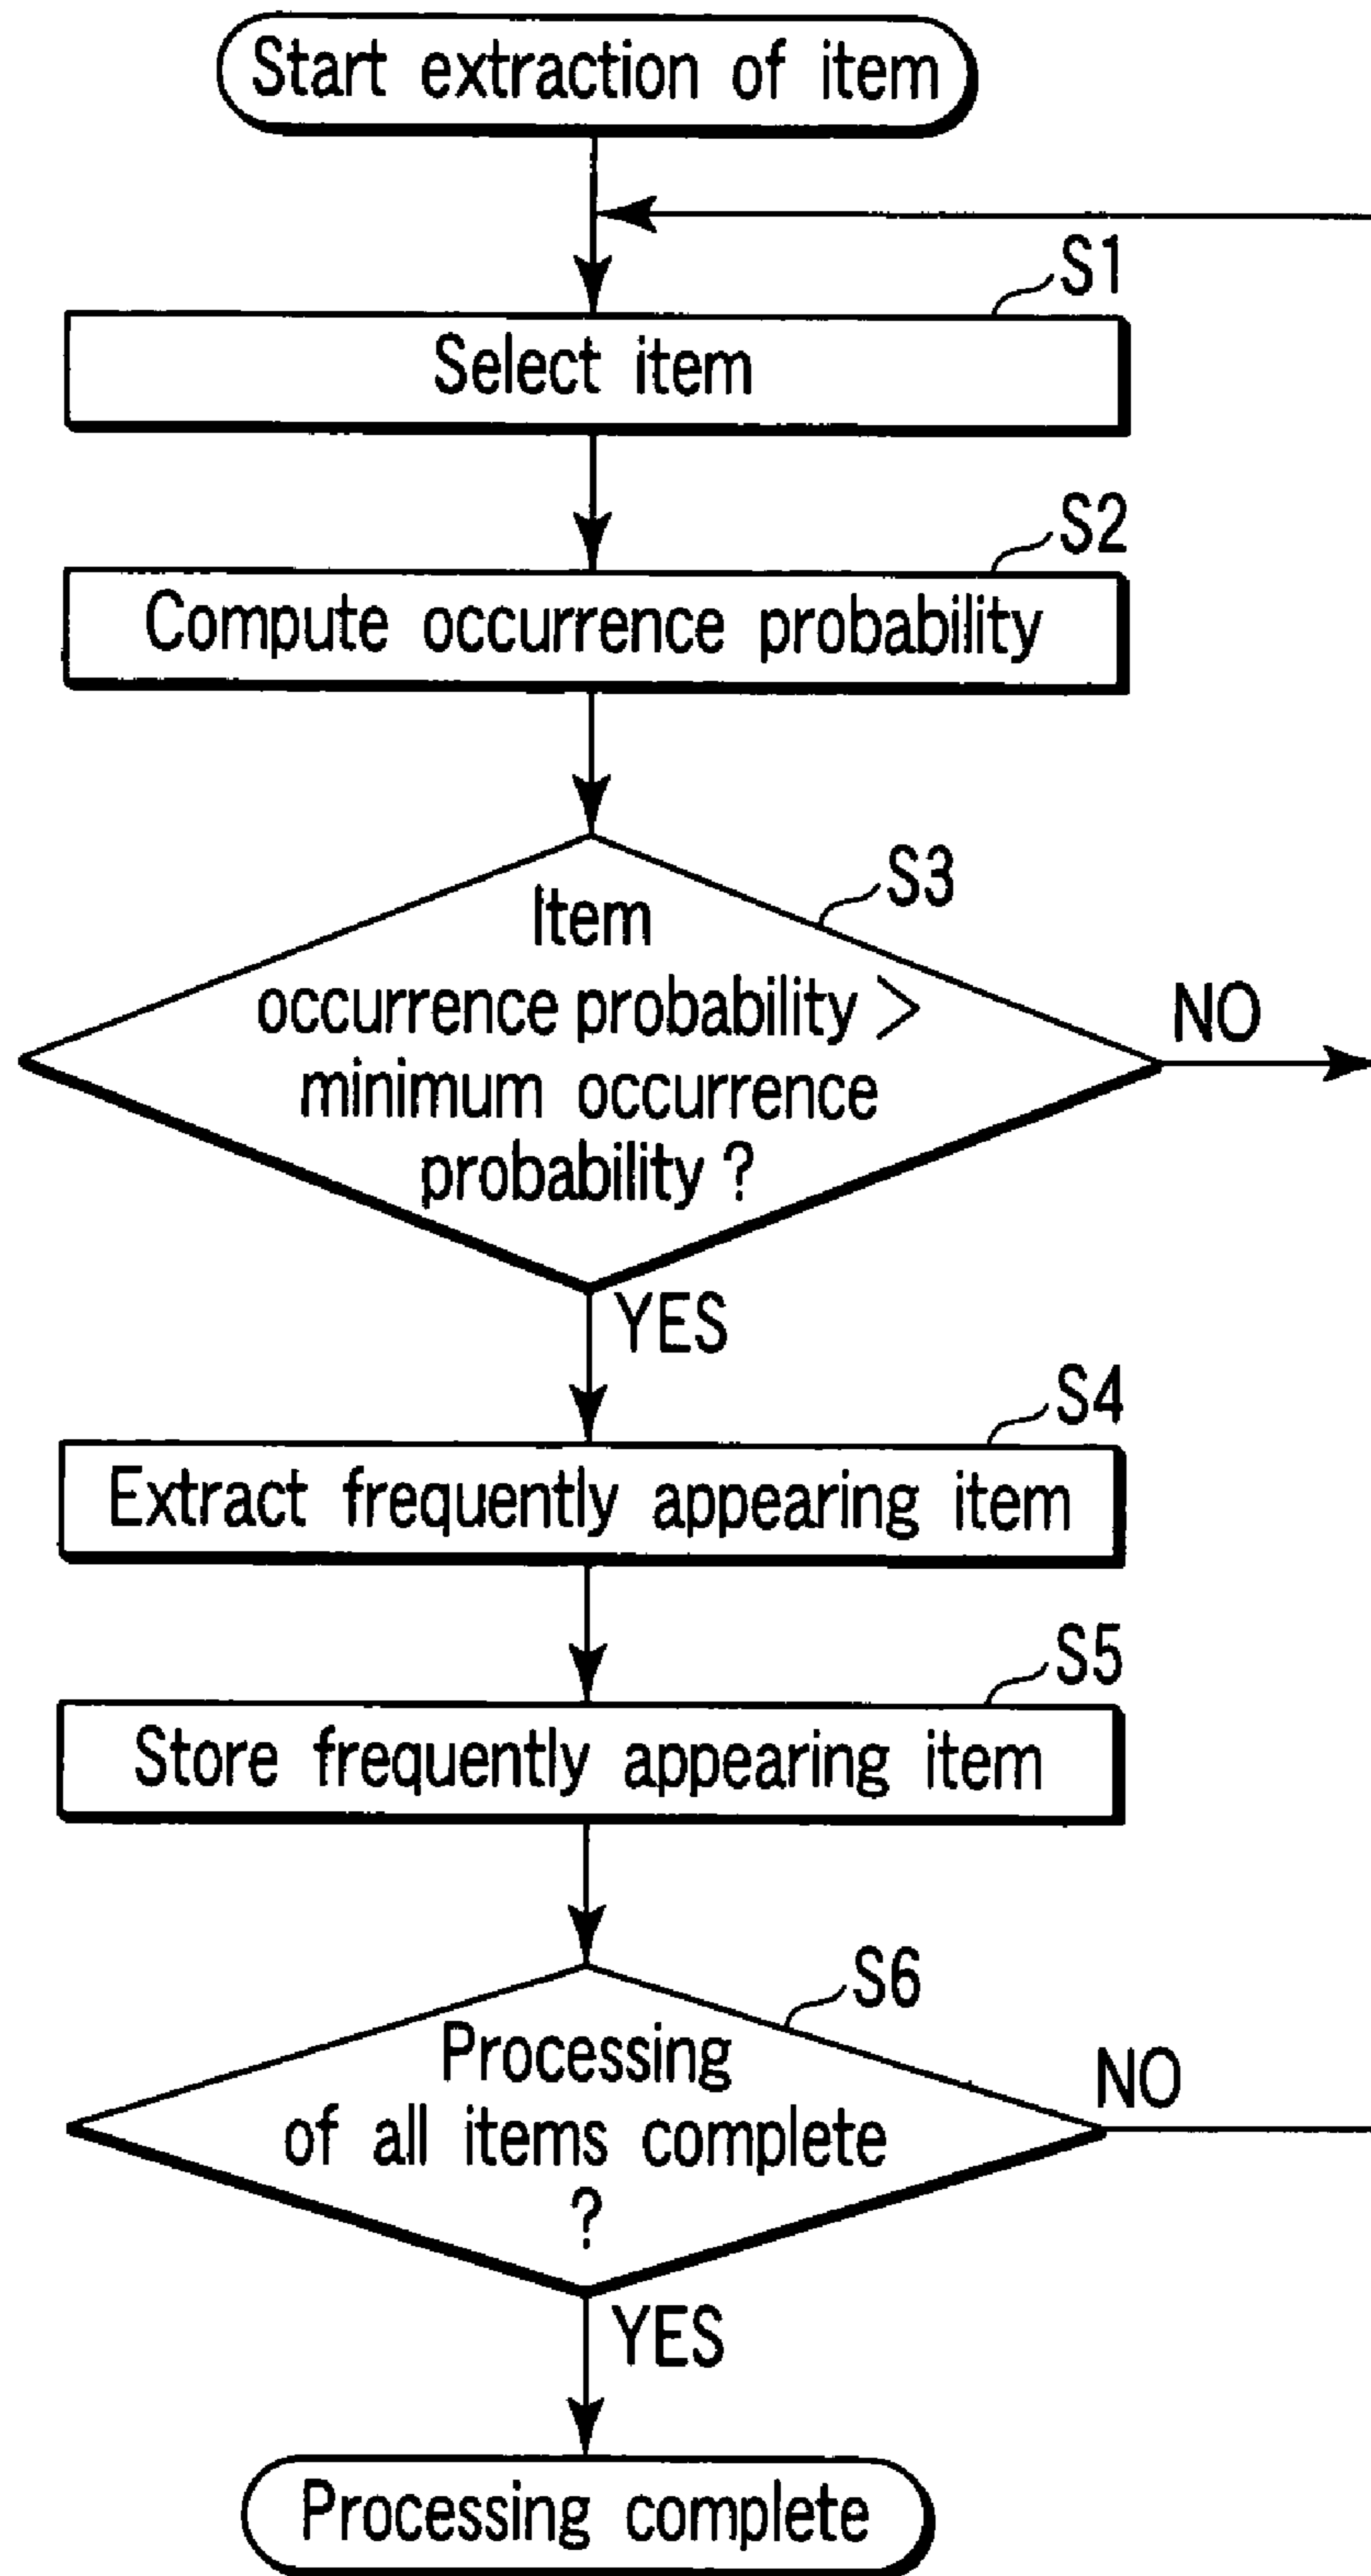 Start extraction of item
S1
Select item
S2
Compute occurrence probability
S3
Item
occurrence probability >
minimum occurrence
probability ?
NO
YES
S4
Extract frequently appearing item
S5
Store frequently appearing item
S6
Processing
of all items complete
?
NO
YES
Processing complete